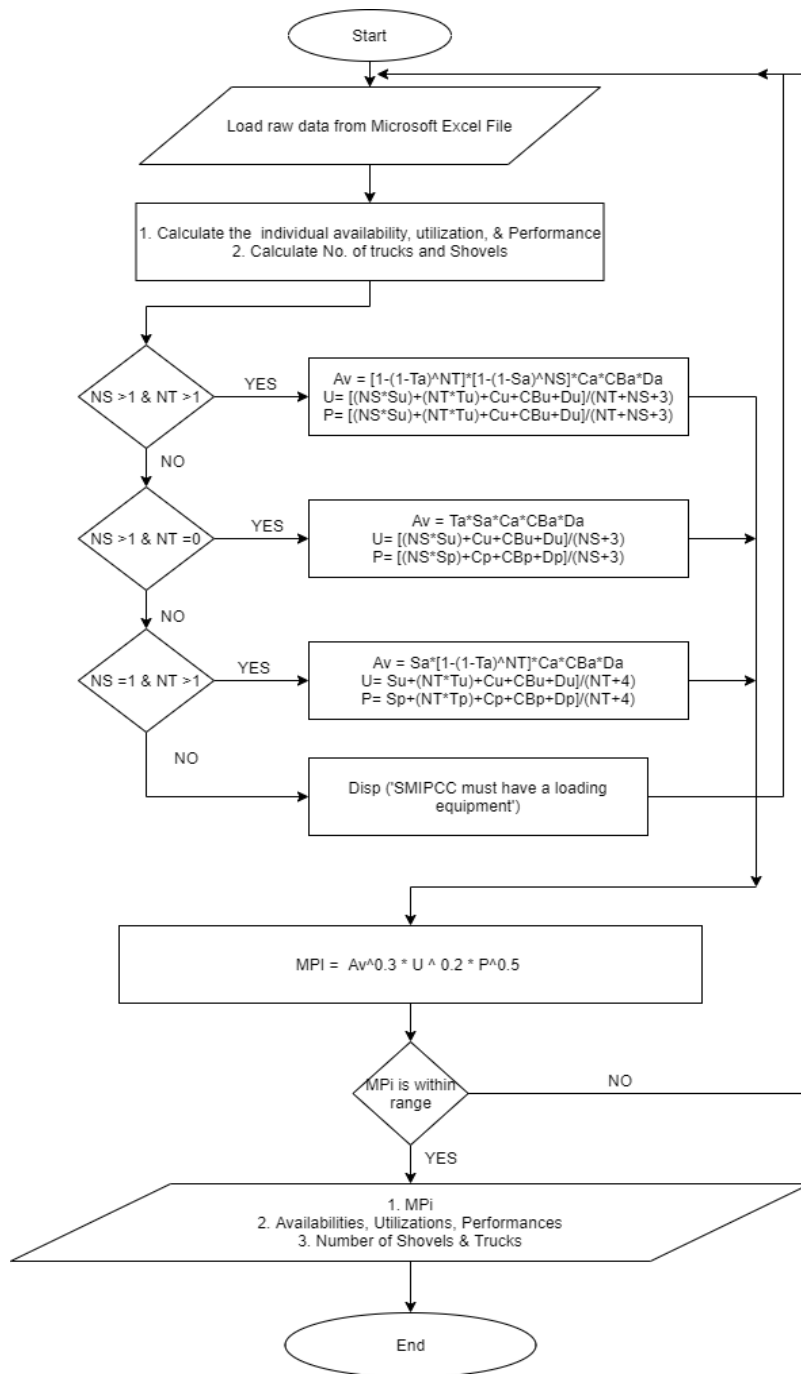 Start
Load raw data from Microsoft Excel File
1. Calculate the individual availability, utilization, & Performance
2. Calculate No. of trucks and Shovels
NS >1 & NT >1
YES
Av = [1-(1-Ta)^NT]*[1-(1-Sa)^NS]*Ca*CBa*Da
U= [(NS*Su)+(NT*Tu)+Cu+CBu+Du]/(NT+NS+3)
P= [(NS*Su)+(NT*Tu)+Cu+CBu+Du]/(NT+NS+3)
NO
NS >1 & NT =0
YES
Av = Ta*Sa*Ca*CBa*Da
U= [(NS*Su)+Cu+CBu+Du]/(NS+3)
P= [(NS*Sp)+Cp+CBp+Dp]/(NS+3)
NO
NS =1 & NT >1
YES
Av = Sa*[1-(1-Ta)^NT]*Ca*CBa*Da
U= Su+(NT*Tu)+Cu+CBu+Du]/(NT+4)
P= Sp+(NT*Tp)+Cp+CBp+Dp]/(NT+4)
NO
Disp ('SMIPCC must have a loading
equipment')
MPI = Av^0.3 * U ^ 0.2 * P^0.5
MPi is within
range
NO
YES
1. MPi
2. Availabilities, Utilizations, Performances
3. Number of Shovels & Trucks
End